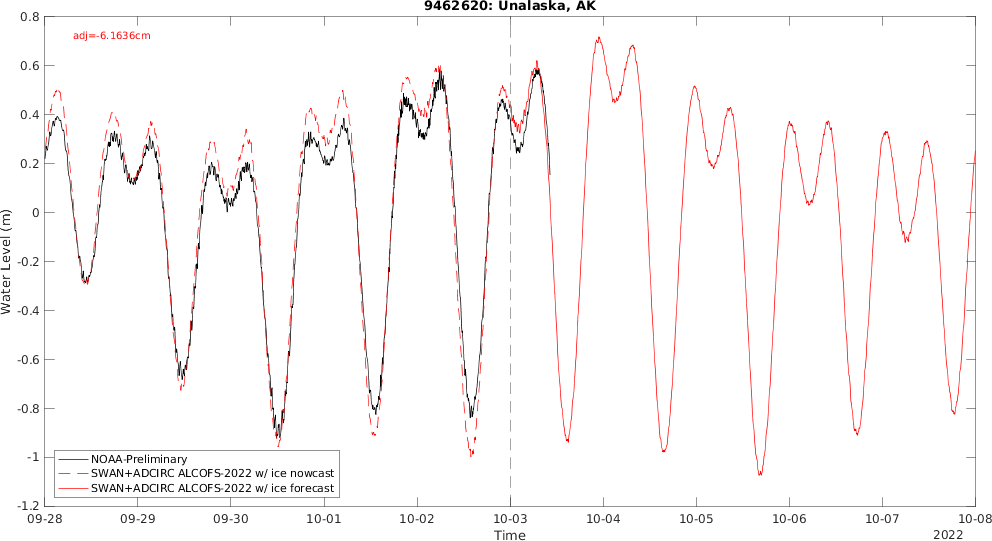 9462620: Unalaska, AK
0.8
adj=-6.1636cm
0.6
0.4
0.2
0
-0.2
-0.4
-0.6
-0.8
-1
-1.2
Water Level (m)
NOAA-Preliminary
SWAN+ADCIRC ALCOFS-2022 w/ ice nowcast
SWAN+ADCIRC ALCOFS-2022 w/ ice forecast
09-28 09-29 09-30 10-01 10-02 10-03 10-04 10-05 10-06 10-07 10-08
Time
2022